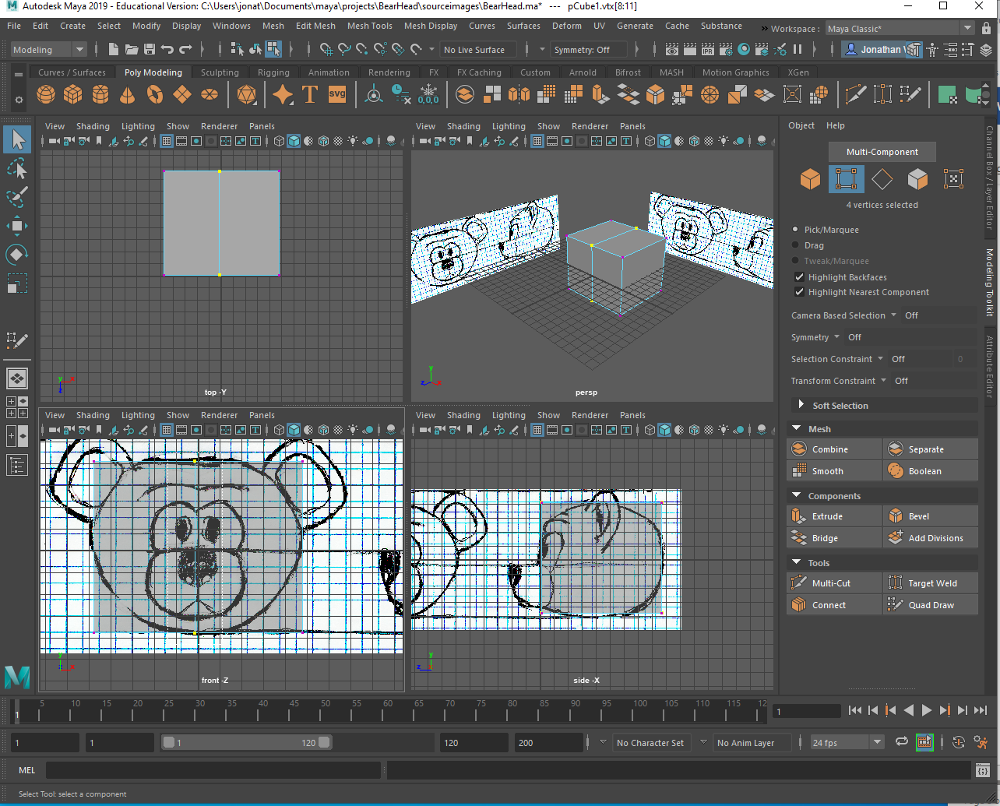 Autodesk Maya 2019 - Educational Version: C:\Users\jonat\Documents\maya\projects\BearHead\sourceimages\BearHead.ma* --- pCube1.vtx[8:11]
File Edit Create Select Modify Display Windows Mesh Edit Mesh Mesh Tools Mesh Display Curves Surfaces Deform UV Generate Cache Substance » Workspace : Maya Classic*
Modeling No Live Surface Symmetry: Off Jonathan
Curves / Surfaces Poly Modeling Sculpting Rigging Animation Rendering FX FX Caching Custom Arnold Bifrost MASH Motion Graphics XGen
SVG
0,0,0
IPR
View Shading Lighting Show Renderer Panels
top -Y
View Shading Lighting Show Renderer Panels
persp
View Shading Lighting Show Renderer Panels
front -Z
View Shading Lighting Show Renderer Panels
side -X
Object Help
Multi-Component
4 vertices selected
Pick/Marquee
Drag
Tweak/Marquee
Highlight Backfaces
Highlight Nearest Component
Camera Based Selection Off
Symmetry Off
Selection Constraint Off 0
Transform Constraint Off
Soft Selection
Mesh
Combine Separate
Smooth Boolean
Components
Extrude Bevel
Bridge Add Divisions
Tools
Multi-Cut Target Weld
Connect Quad Draw
Channel Box / Layer Editor
Modeling Toolkit
Attribute Editor
5 10 15 20 25 30 35 40 45 50 55 60 65 70 75 80 85 90 95 100 105 110 115 12
1 1
1 1 1 120 120 200 No Character Set No Anim Layer 24 fps
MEL
Select Tool: select a component